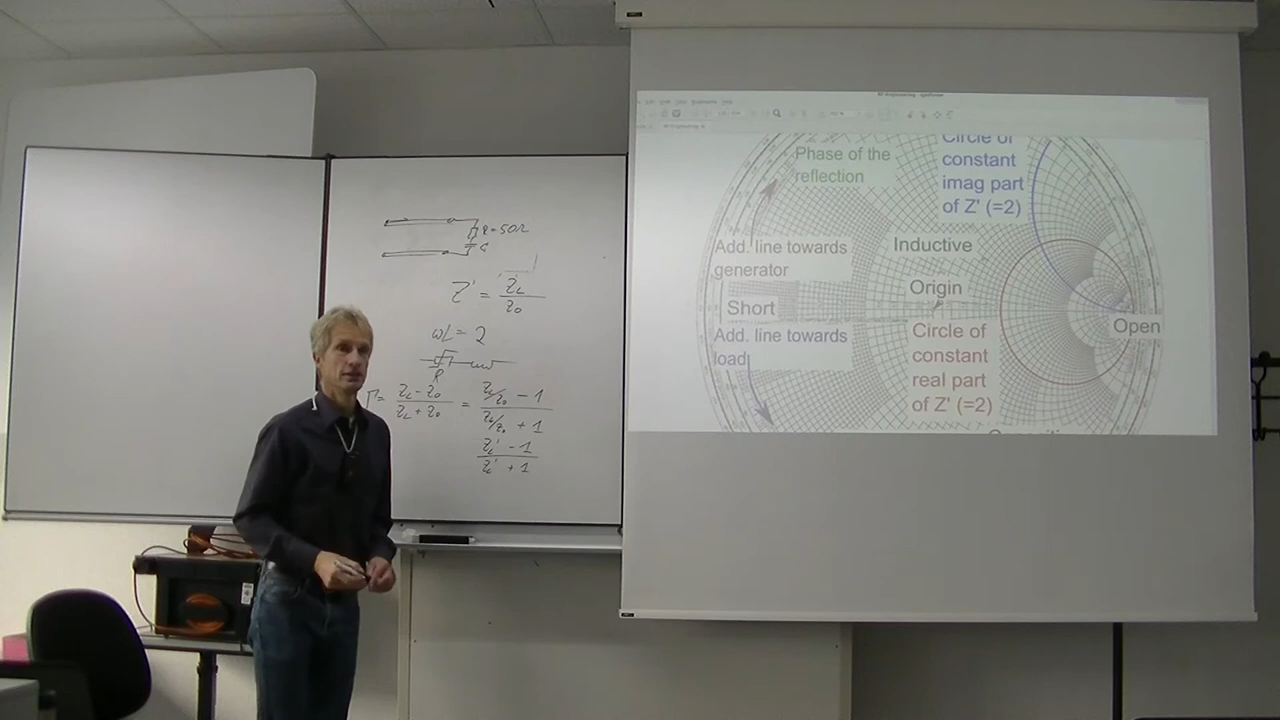 R=50Ω
C
Z' = Z_L / Z_0
ωL = 2
R
Γ = (Z_L - Z_0) / (Z_L + Z_0) = (Z_L/Z_0 - 1) / (Z_L/Z_0 + 1)
(Z_L' - 1) / (Z_L' + 1)
Phase of the
reflection
Circle of
constant
imag part
of Z' (=2)
Add. line towards
generator
Inductive
Origin
Short
Open
Add. line towards
load
Circle of
constant
real part
of Z' (=2)